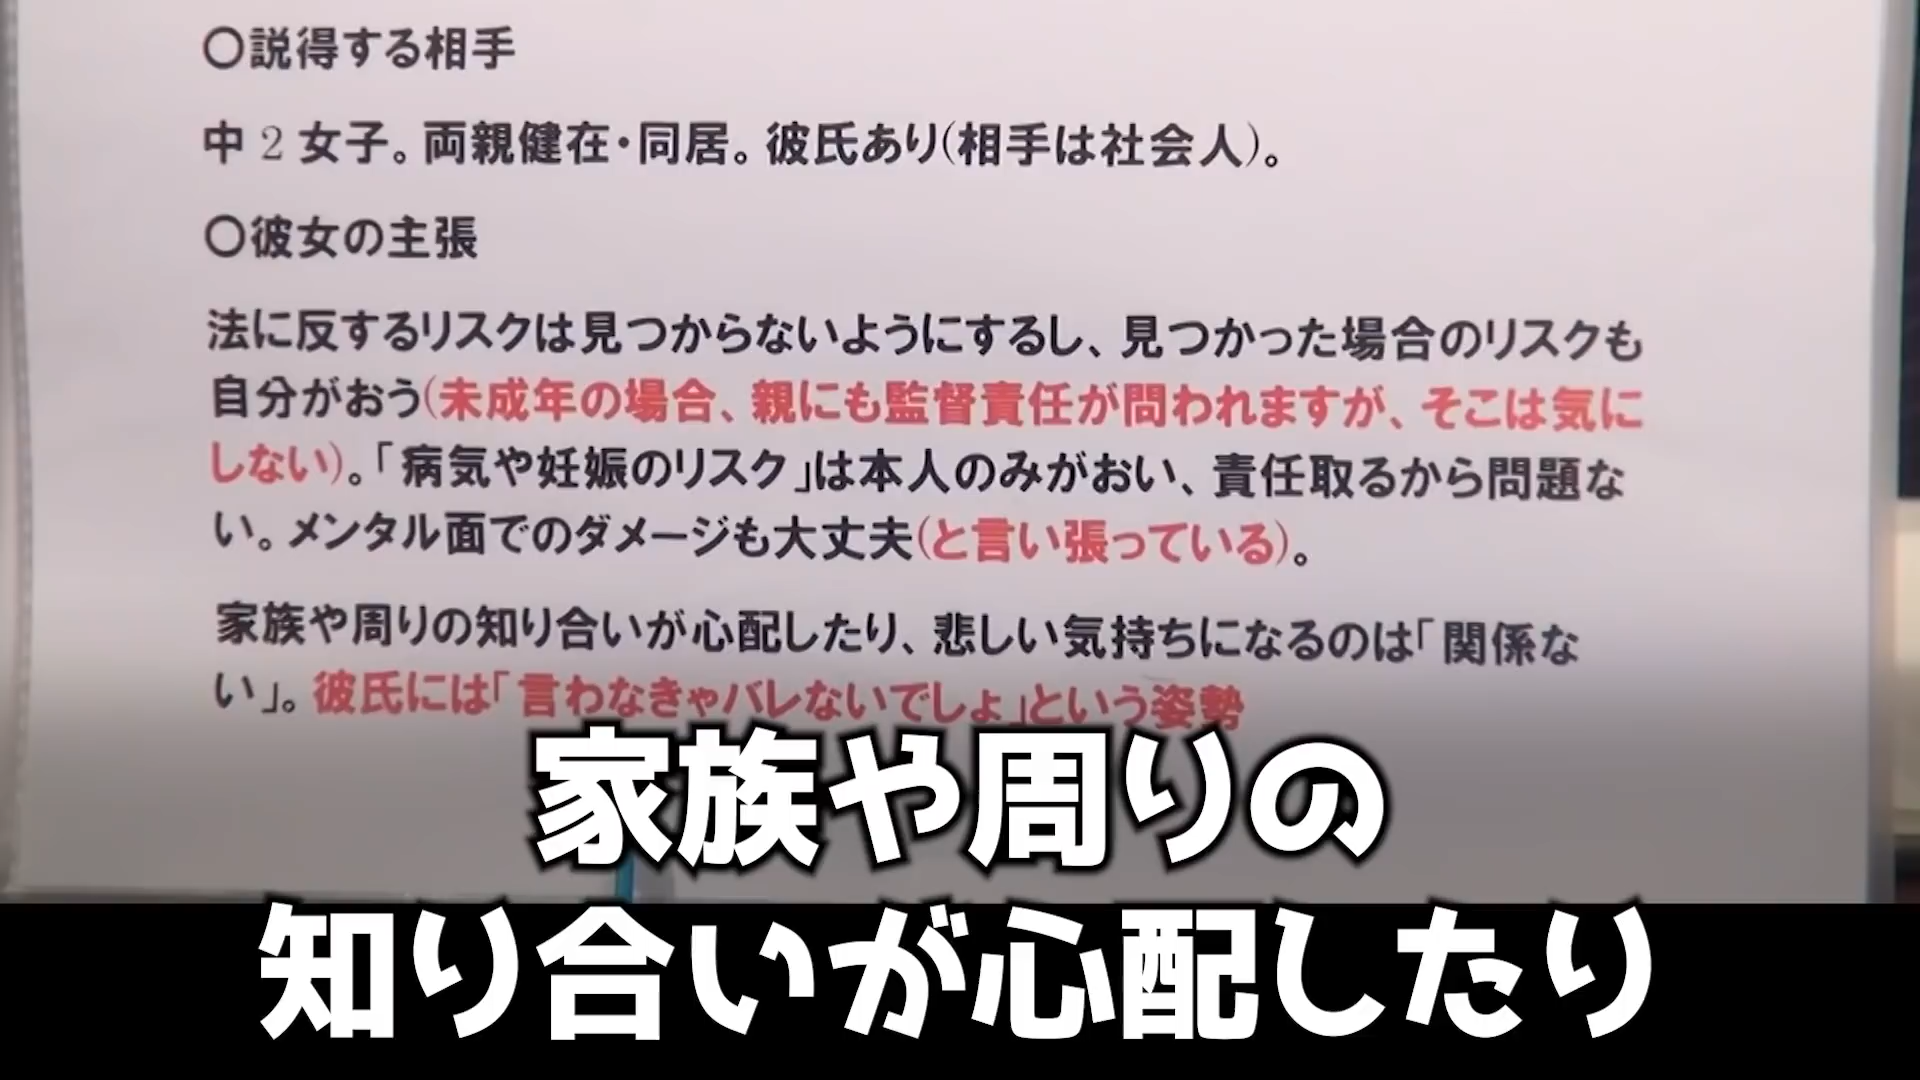 〇説得する相手
中2女子。両親健在・同居。彼氏あり(相手は社会人)。
〇彼女の主張
法に反するリスクは見つからないようにするし、見つかった場合のリスクも
自分がおう(未成年の場合、親にも監督責任が問われますが、そこは気に
しない)。「病気や妊娠のリスク」は本人のみがおい、責任取るから問題な
い。メンタル面でのダメージも大丈夫(と言い張っている)。
家族や周りの知り合いが心配したり、悲しい気持ちになるのは「関係な
い」。彼氏には「言わなきゃバレないでしょ」という姿勢
家族や周りの
知り合いが心配したり